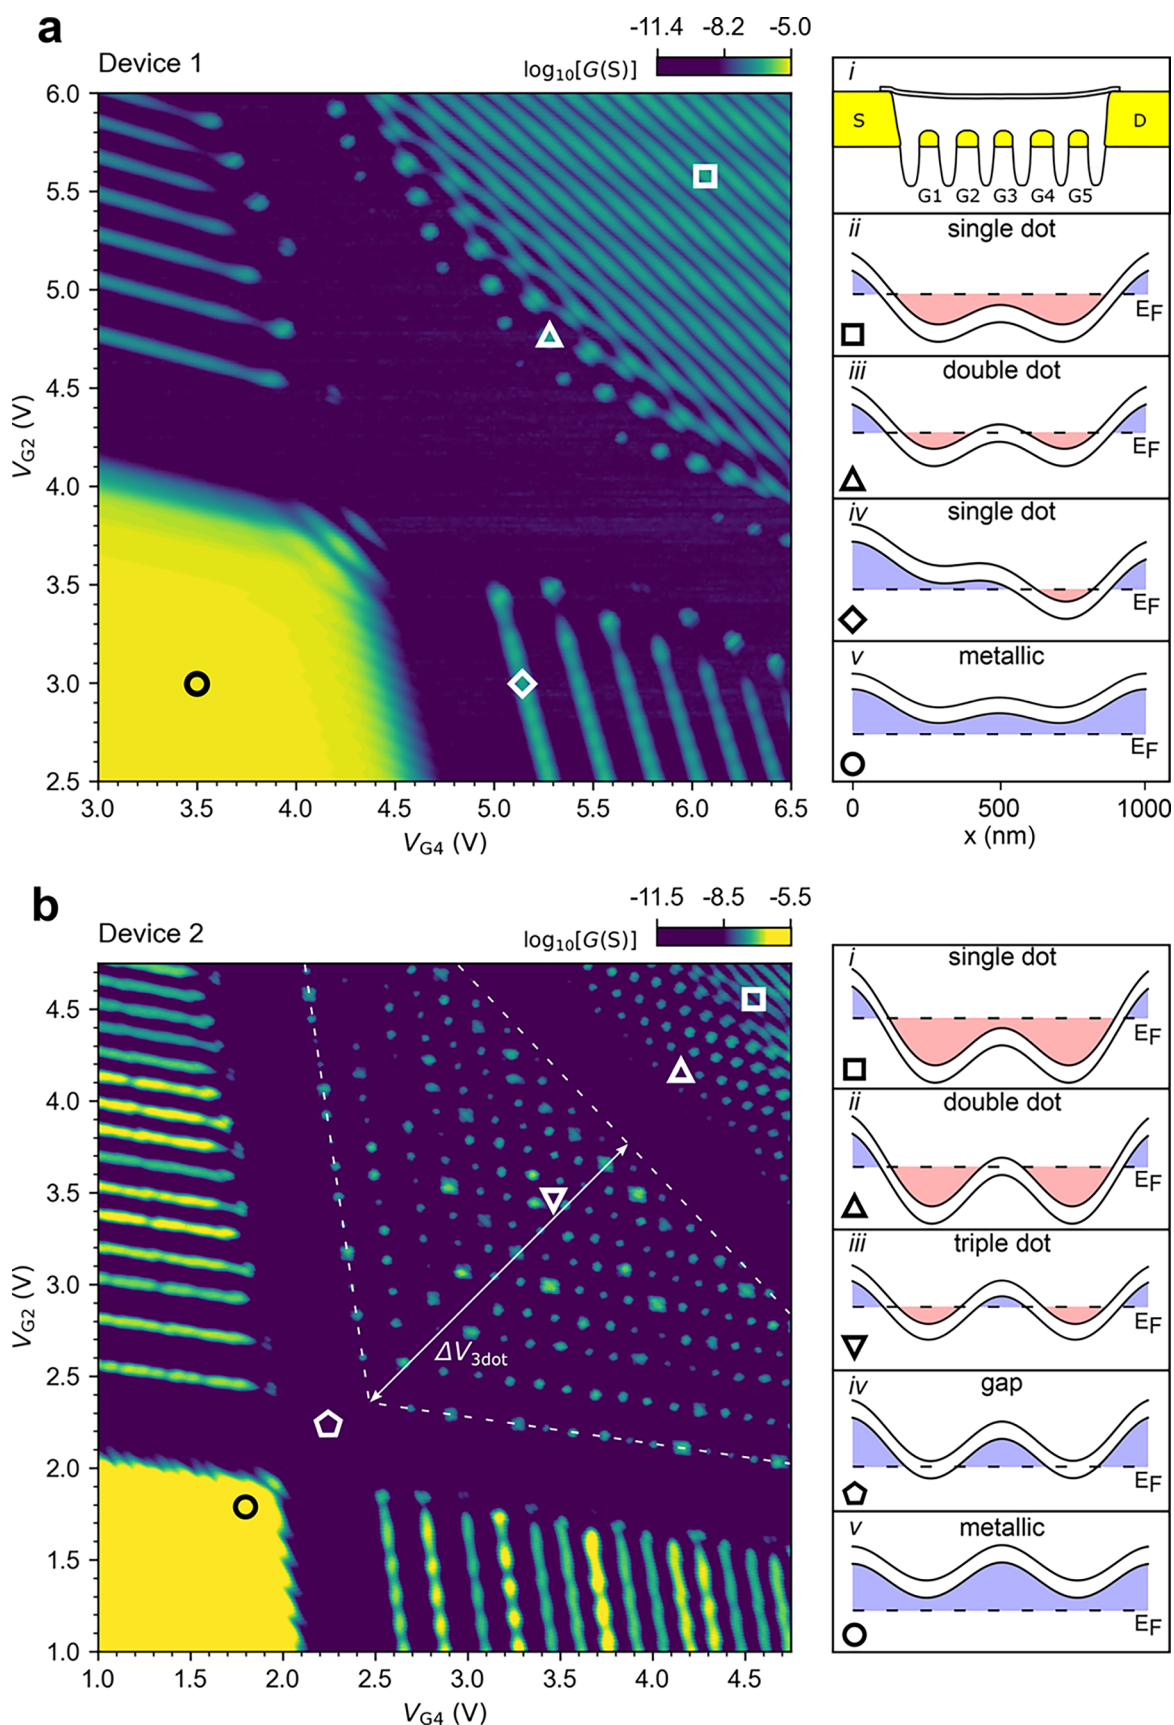 a
Device 1
log10[G(S)]
-11.4 -8.2 -5.0
6.0
5.5
5.0
4.5
4.0
3.5
3.0
2.5
VG2 (V)
3.0 3.5 4.0 4.5 5.0 5.5 6.0 6.5
VG4 (V)
i
S D
G1 G2 G3 G4 G5
ii single dot
EF
iii double dot
EF
iv single dot
EF
v metallic
EF
0 500 1000
x (nm)
b
Device 2
log10[G(S)]
-11.5 -8.5 -5.5
4.5
4.0
3.5
3.0
2.5
2.0
1.5
1.0
VG2 (V)
ΔV3dot
1.0 1.5 2.0 2.5 3.0 3.5 4.0 4.5
VG4 (V)
i single dot
EF
ii double dot
EF
iii triple dot
EF
iv gap
EF
v metallic
EF